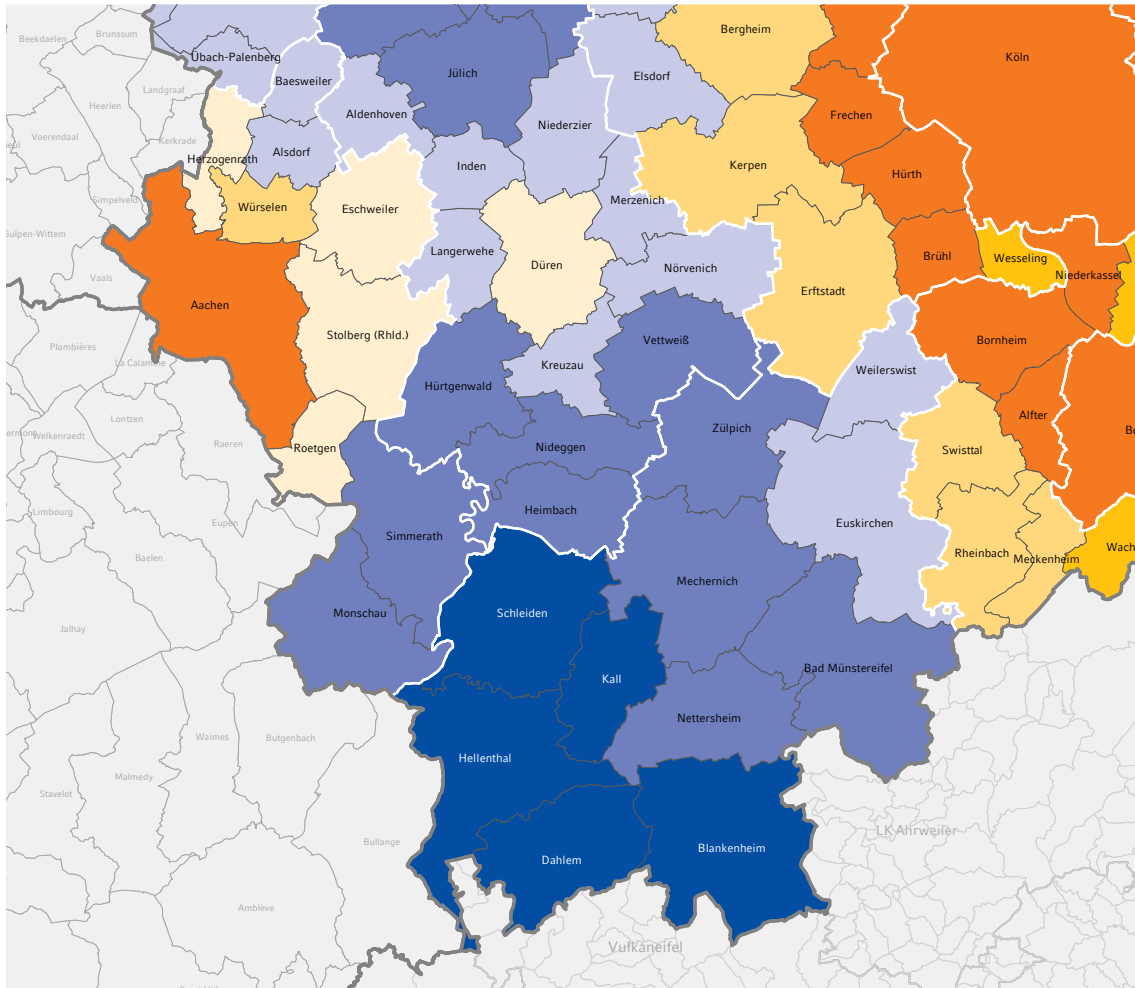 Brunssum
Beekdaelen
Bergheim
Köln
Übach-Palenberg
Jülich
Elsdorf
Baesweiler
Landgraaf
Heerlen
Aldenhoven
Frechen
Niederzier
Voerendaal
Kerkrade
Alsdorf
Herzogenrath
Inden
Kerpen
Hürth
Simpelveld
Merzenich
Würselen
Eschweiler
Gulpen-Wittem
Langerwehe
Brühl
Wesseling
Düren
Nörvenich
Niederkassel
Vaals
Erftstadt
Aachen
Stolberg (Rhld.)
Vettweiß
Bornheim
Plombières
La Calamine
Kreuzau
Weilerswist
Hürtgenwald
Alfter
Lontzen
Zülpich
Bo
Welkenraedt
Raeren
Roetgen
Nideggen
Swisttal
Limbourg
Heimbach
Eupen
Euskirchen
Simmerath
Wach
Baelen
Rheinbach
Meckenheim
Mechernich
Schleiden
Monschau
Jalhay
Bad Münstereifel
Kall
Nettersheim
Waimes
Butgenbach
Hellenthal
Malmedy
Stavelot
LK Ahrweiler
Bullange
Blankenheim
Dahlem
Amblève
Vulkaneifel